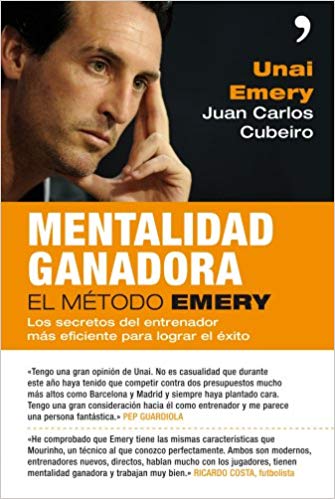 Unai
Emery
Juan Carlos
Cubeiro
MENTALIDAD
GANADORA
EL MÉTODO EMERY
Los secretos del entrenador
más eficiente para lograr el éxito
«Tengo una gran opinión de Unai. No es casualidad que durante
este año haya tenido que competir contra dos presupuestos mucho
más altos como Barcelona y Madrid y siempre haya plantado cara.
Tengo una gran consideración hacia él como entrenador y me parece
una persona fantástica.» PEP GUARDIOLA
«He comprobado que Emery tiene las mismas características que
Mourinho, un técnico al que conozco perfectamente. Ambos son modernos,
entrenadores nuevos, directos, hablan mucho con los jugadores, tienen
mentalidad ganadora y trabajan muy bien.» RICARDO COSTA, futbolista